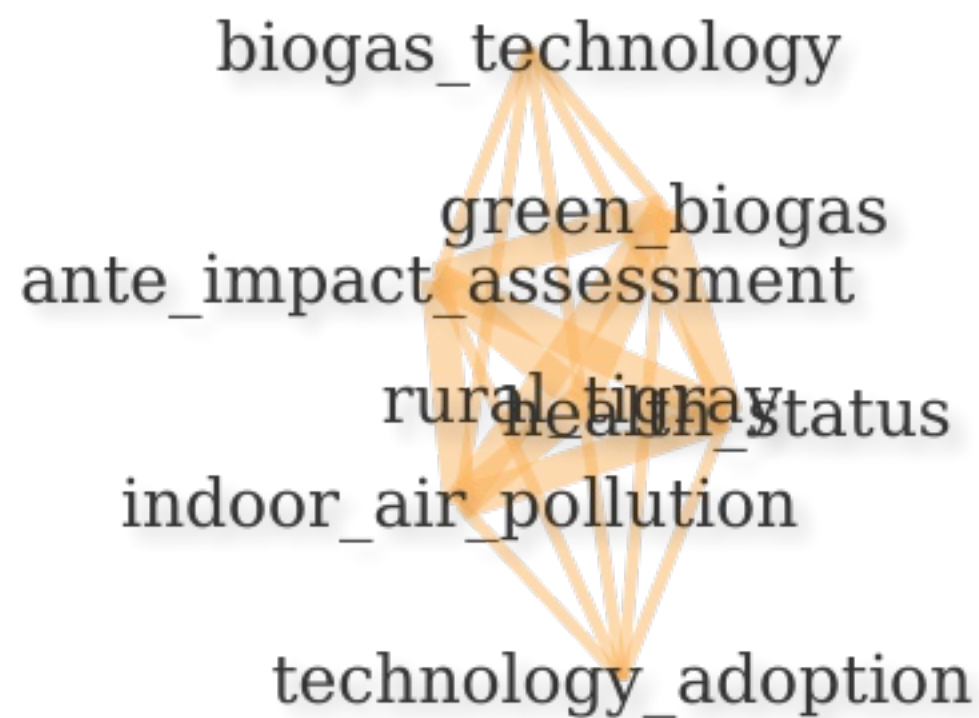 biogas_technology
green_biogas
ante_impact_assessment
rural_tigray
health_status
indoor_air_pollution
technology_adoption